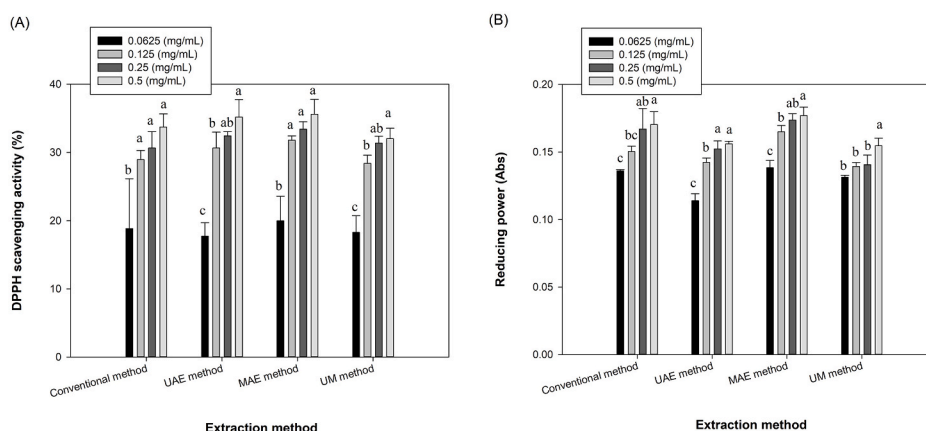 (A)
0.0625 (mg/mL)
0.125 (mg/mL)
0.25 (mg/mL)
0.5 (mg/mL)
40
30
20
10
0
DPPH scavenging activity (%)
b a a a
c b ab a
b a a a
c b ab a
Conventional method
UAE method
MAE method
UM method
Extraction method
(B)
0.0625 (mg/mL)
0.125 (mg/mL)
0.25 (mg/mL)
0.5 (mg/mL)
0.20
0.15
0.10
0.05
0.00
Reducing power (Abs)
c bc ab a
c b a a
c b ab a
b b b a
Conventional method
UAE method
MAE method
UM method
Extraction method